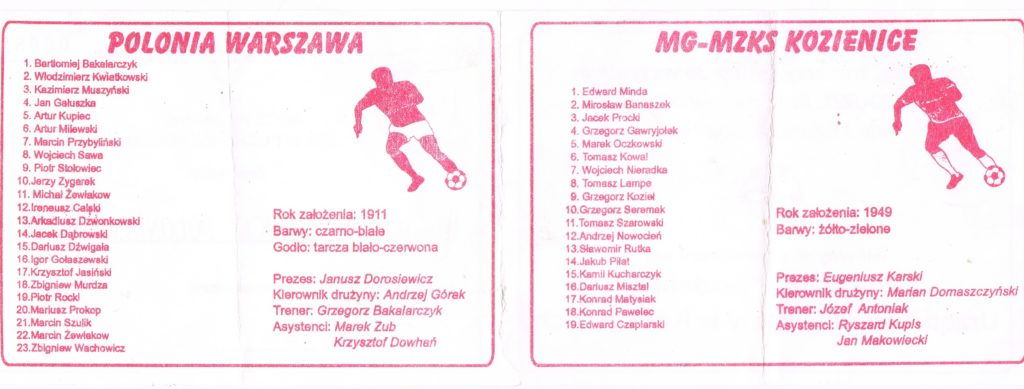 POLONIA WARSZAWA
1. Bartłomiej Bakalarczyk
2. Włodzimierz Kwiatkowski
3. Kazimierz Muszyński
4. Jan Gałuszka
5. Artur Kupiec
6. Artur Milewski
7. Marcin Przybyliński
8. Wojciech Sawa
9. Piotr Stołowiec
10.Jerzy Zygarek
11. Michał Żewłakow
12.Ireneusz Calski
13.Arkadiusz Dzwonkowski
14.Jacek Dąbrowski
15.Dariusz Dźwigała
16.Igor Gołaszewski
17.Krzysztof Jasiński
18.Zbigniew Murdza
19.Piotr Rocki
20.Mariusz Prokop
21.Marcin Szulik
22.Marcin Żewłakow
23.Zbigniew Wachowicz
Rok założenia: 1911
Barwy: czarno-białe
Godło: tarcza biało-czerwona
Prezes: Janusz Dorosiewicz
Kierownik drużyny: Andrzej Górak
Trener: Grzegorz Bakalarczyk
Asystenci: Marek Zub
Krzysztof Dowhań
MG-MZKS KOZIENICE
1. Edward Minda
2. Mirosław Banaszek
3. Jacek Procki
4. Grzegorz Gawryjołek
5. Marek Oczkowski
6. Tomasz Kowal
7. Wojciech Nieradka
8. Tomasz Lampe
9. Grzegorz Kozieł
10.Grzegorz Seremak
11.Tomasz Szarowski
12.Andrzej Nowocień
13.Sławomir Rutka
14. Jakub Piłat
15.Kamil Kucharczyk
16.Dariusz Misztal
17.Konrad Matysiak
18.Konrad Pawelec
19.Edward Czaplarski
Rok założenia: 1949
Barwy: żółto-zielone
Prezes: Eugeniusz Karski
Kierownik drużyny: Marian Domaszczyński
Trener: Józef Antoniak
Asystenci: Ryszard Kupis
Jan Makowiecki